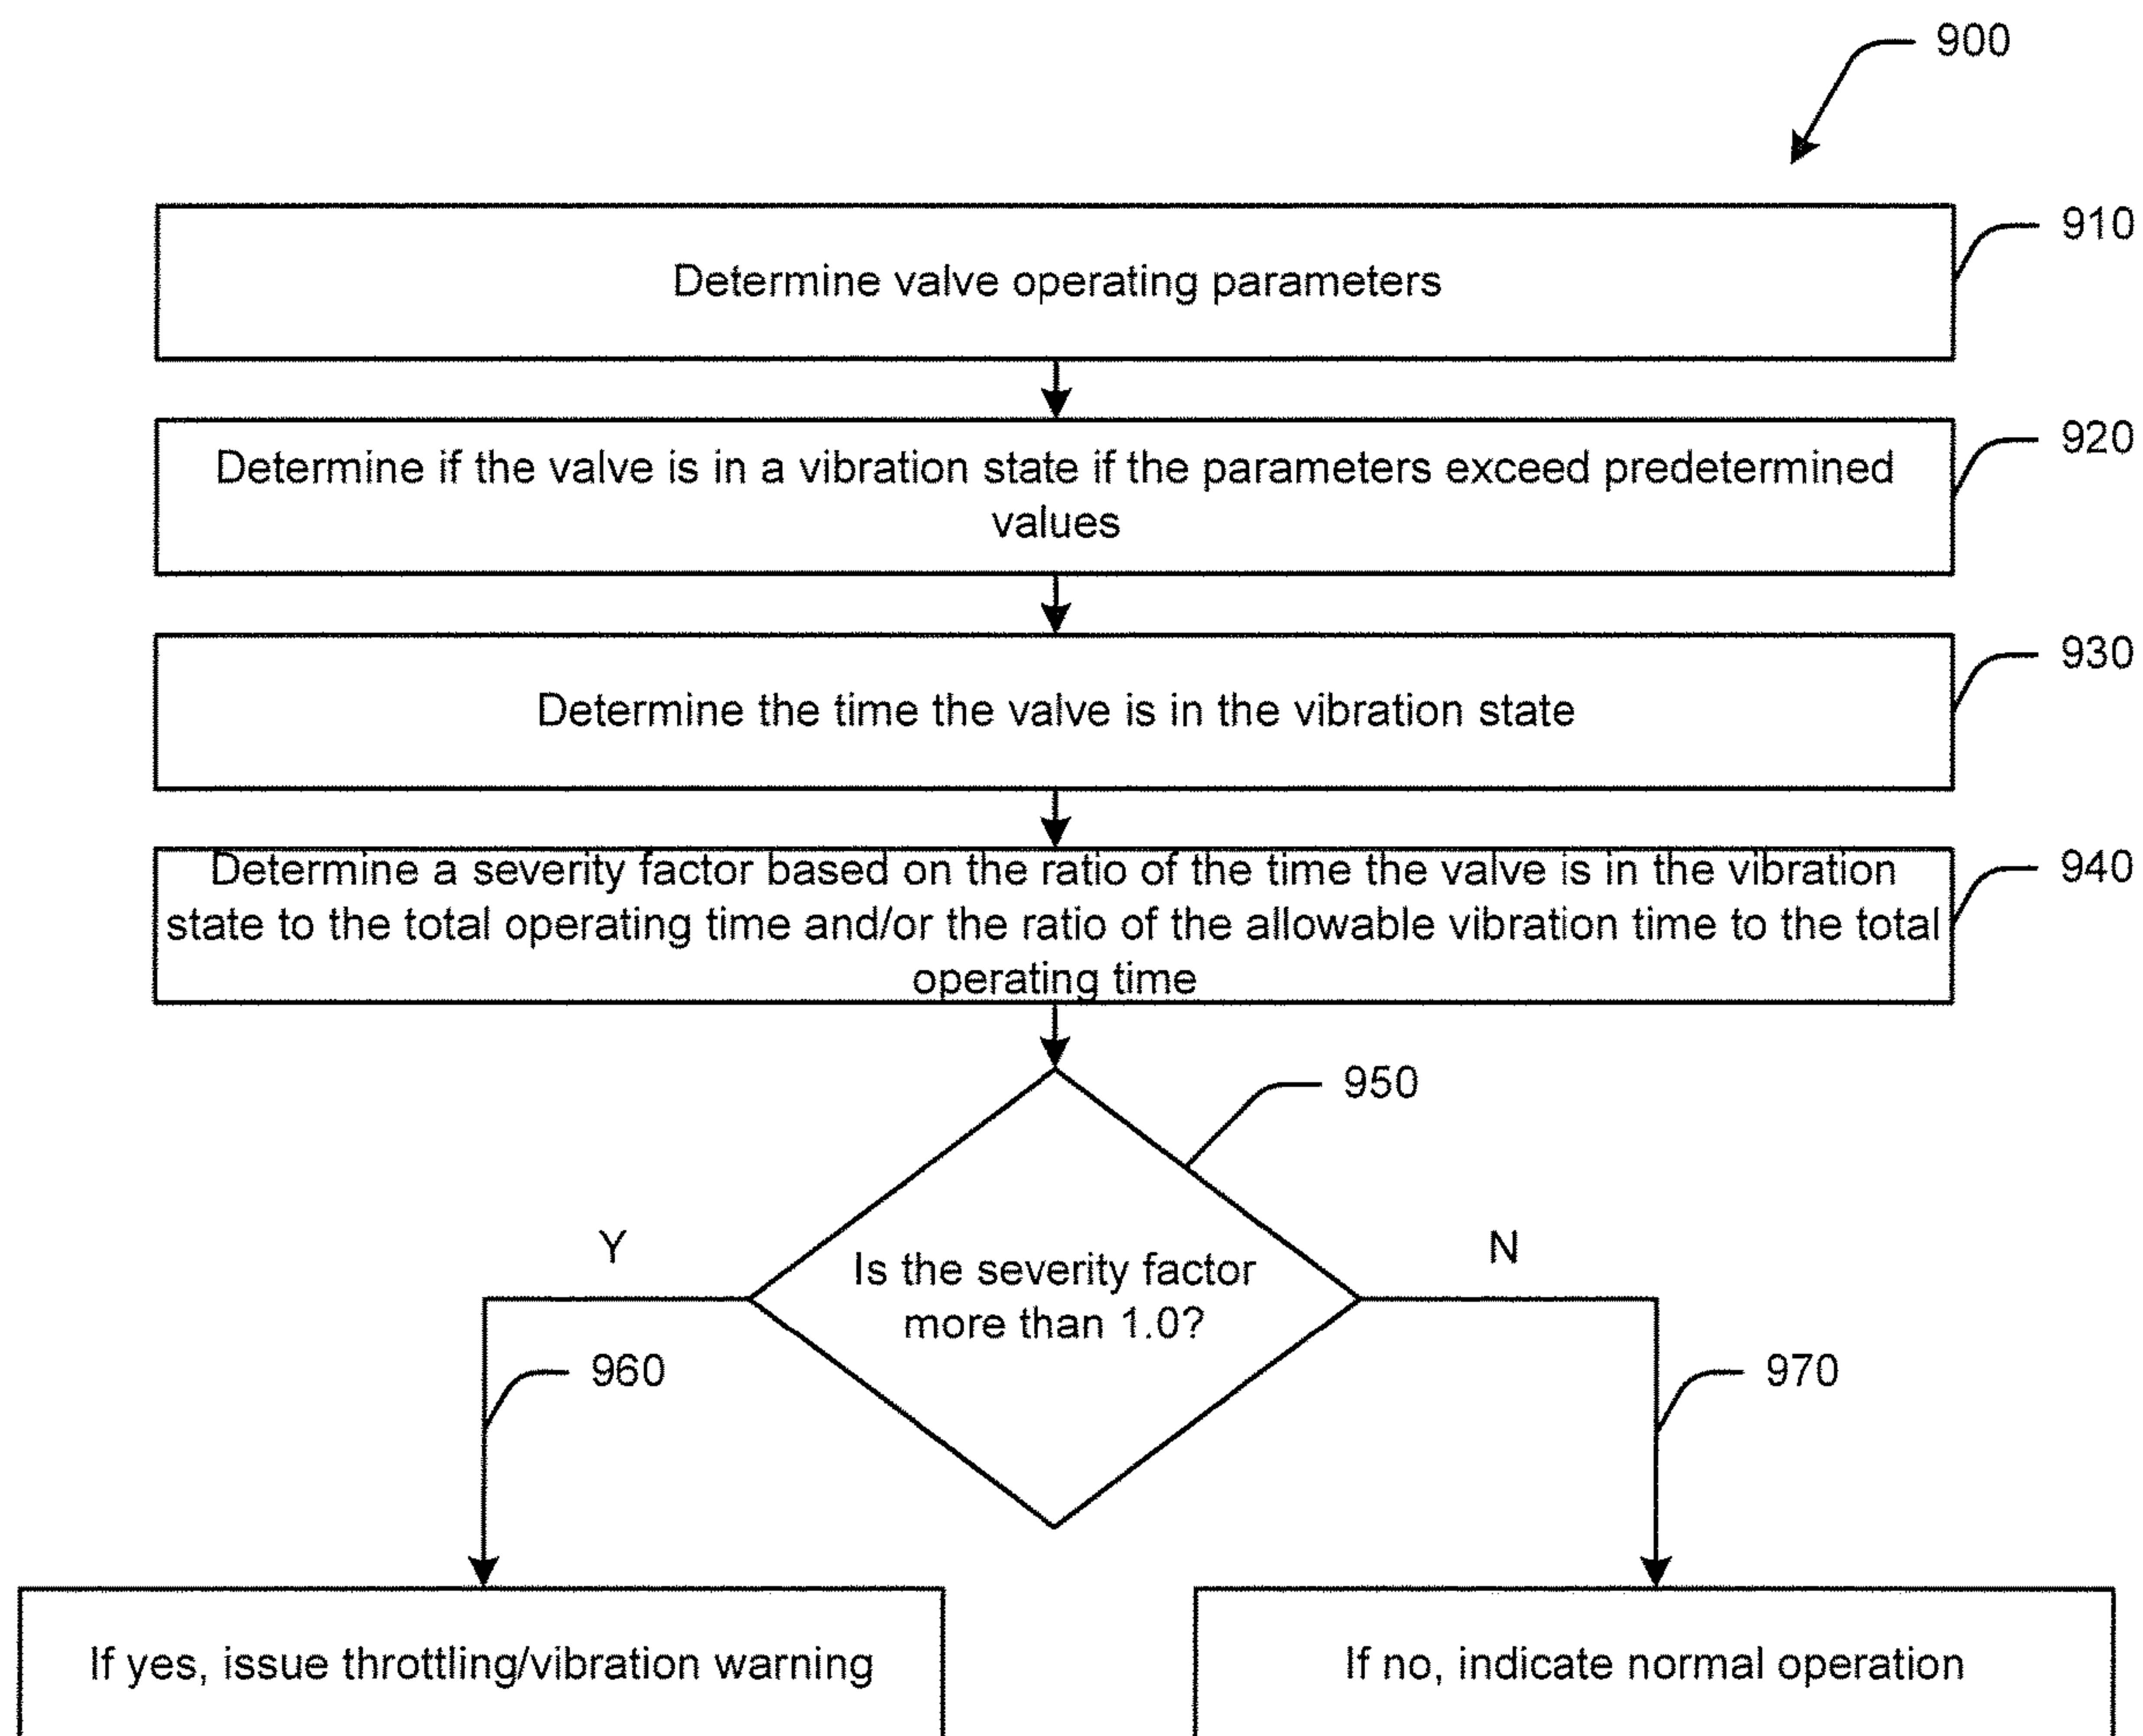 900
Determine valve operating parameters
910
Determine if the valve is in a vibration state if the parameters exceed predetermined
values
920
Determine the time the valve is in the vibration state
930
Determine a severity factor based on the ratio of the time the valve is in the vibration
state to the total operating time and/or the ratio of the allowable vibration time to the total
operating time
940
950
Is the severity factor
more than 1.0?
Y
N
960
970
If yes, issue throttling/vibration warning
If no, indicate normal operation